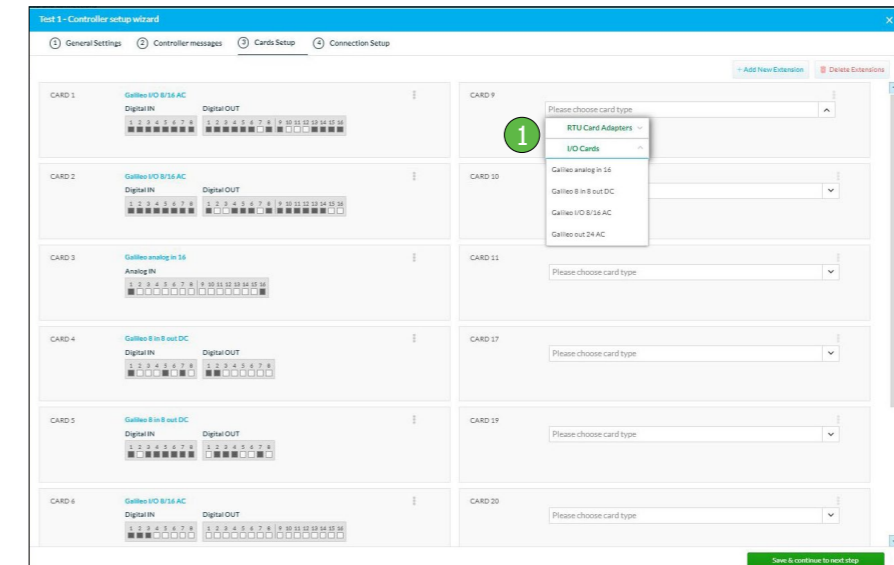 Test 1 - Controller setup wizard
1 General Settings 2 Controller messages 3 Cards Setup 4 Connection Setup
+ Add New Extension Delete Extensions
CARD 1 Galileo I/O 8/16 AC
Digital IN Digital OUT
1 2 3 4 5 6 7 8 1 2 3 4 5 6 7 8 9 10 11 12 13 14 15 16
CARD 9
Please choose card type
1
RTU Card Adapters
I/O Cards
Galileo analog in 16
Galileo 8 in 8 out DC
Galileo I/O 8/16 AC
Galileo out 24 AC
CARD 2 Galileo I/O 8/16 AC
Digital IN Digital OUT
1 2 3 4 5 6 7 8 1 2 3 4 5 6 7 8 9 10 11 12 13 14 15 16
CARD 10
CARD 3 Galileo analog in 16
Analog IN
1 2 3 4 5 6 7 8 9 10 11 12 13 14 15 16
CARD 11
Please choose card type
CARD 4 Galileo 8 in 8 out DC
Digital IN Digital OUT
1 2 3 4 5 6 7 8 1 2 3 4 5 6 7 8
CARD 17
Please choose card type
CARD 5 Galileo 8 in 8 out DC
Digital IN Digital OUT
1 2 3 4 5 6 7 8 1 2 3 4 5 6 7 8
CARD 19
Please choose card type
CARD 6 Galileo I/O 8/16 AC
Digital IN Digital OUT
1 2 3 4 5 6 7 8 1 2 3 4 5 6 7 8 9 10 11 12 13 14 15 16
CARD 20
Please choose card type
Save & continue to next step